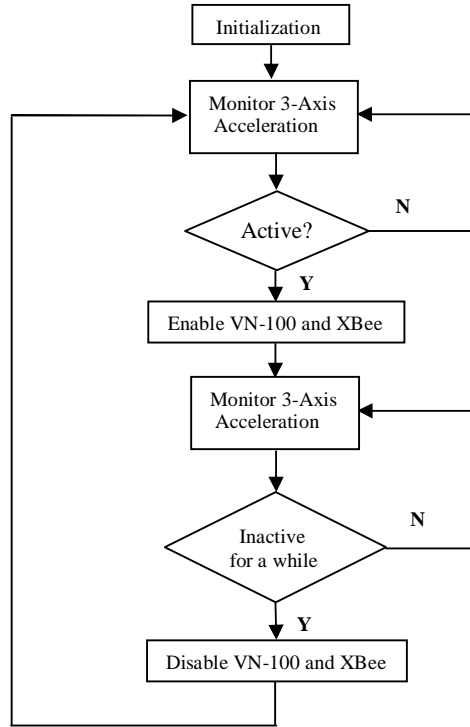 Initialization
Monitor 3-Axis
Acceleration
N
Active?
Y
Enable VN-100 and XBee
Monitor 3-Axis
Acceleration
N
Inactive
for a while
Y
Disable VN-100 and XBee